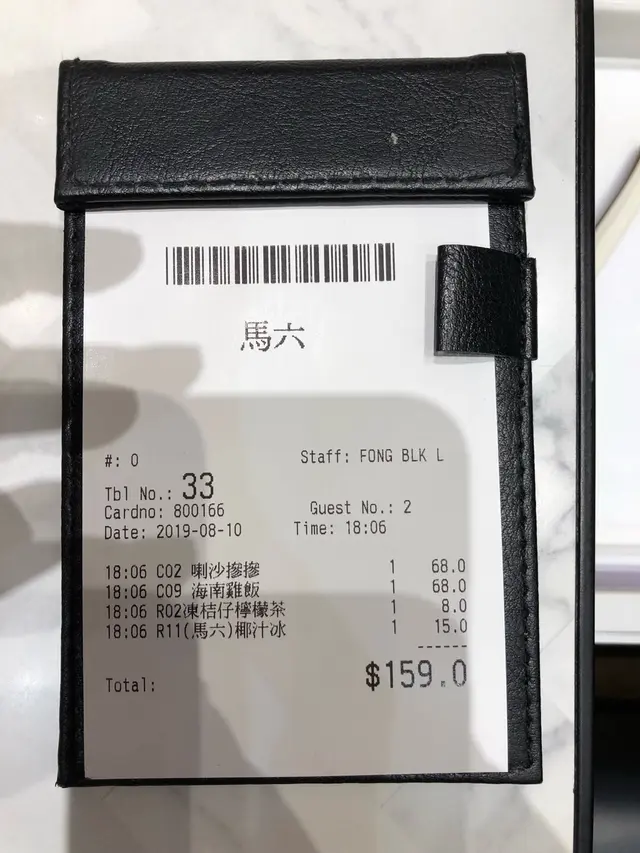 馬六
#: 0 Staff: FONG BLK L
Tbl No.: 33
Cardno: 800166 Guest No.: 2
Date: 2019-08-10 Time: 18:06
18:06 C02 喇沙摻摻 1 68.0
18:06 C09 海南雞飯 1 68.0
18:06 R02凍桔仔檸檬茶 1 8.0
18:06 R11(馬六)椰汁冰 1 15.0
------
Total: $159.0